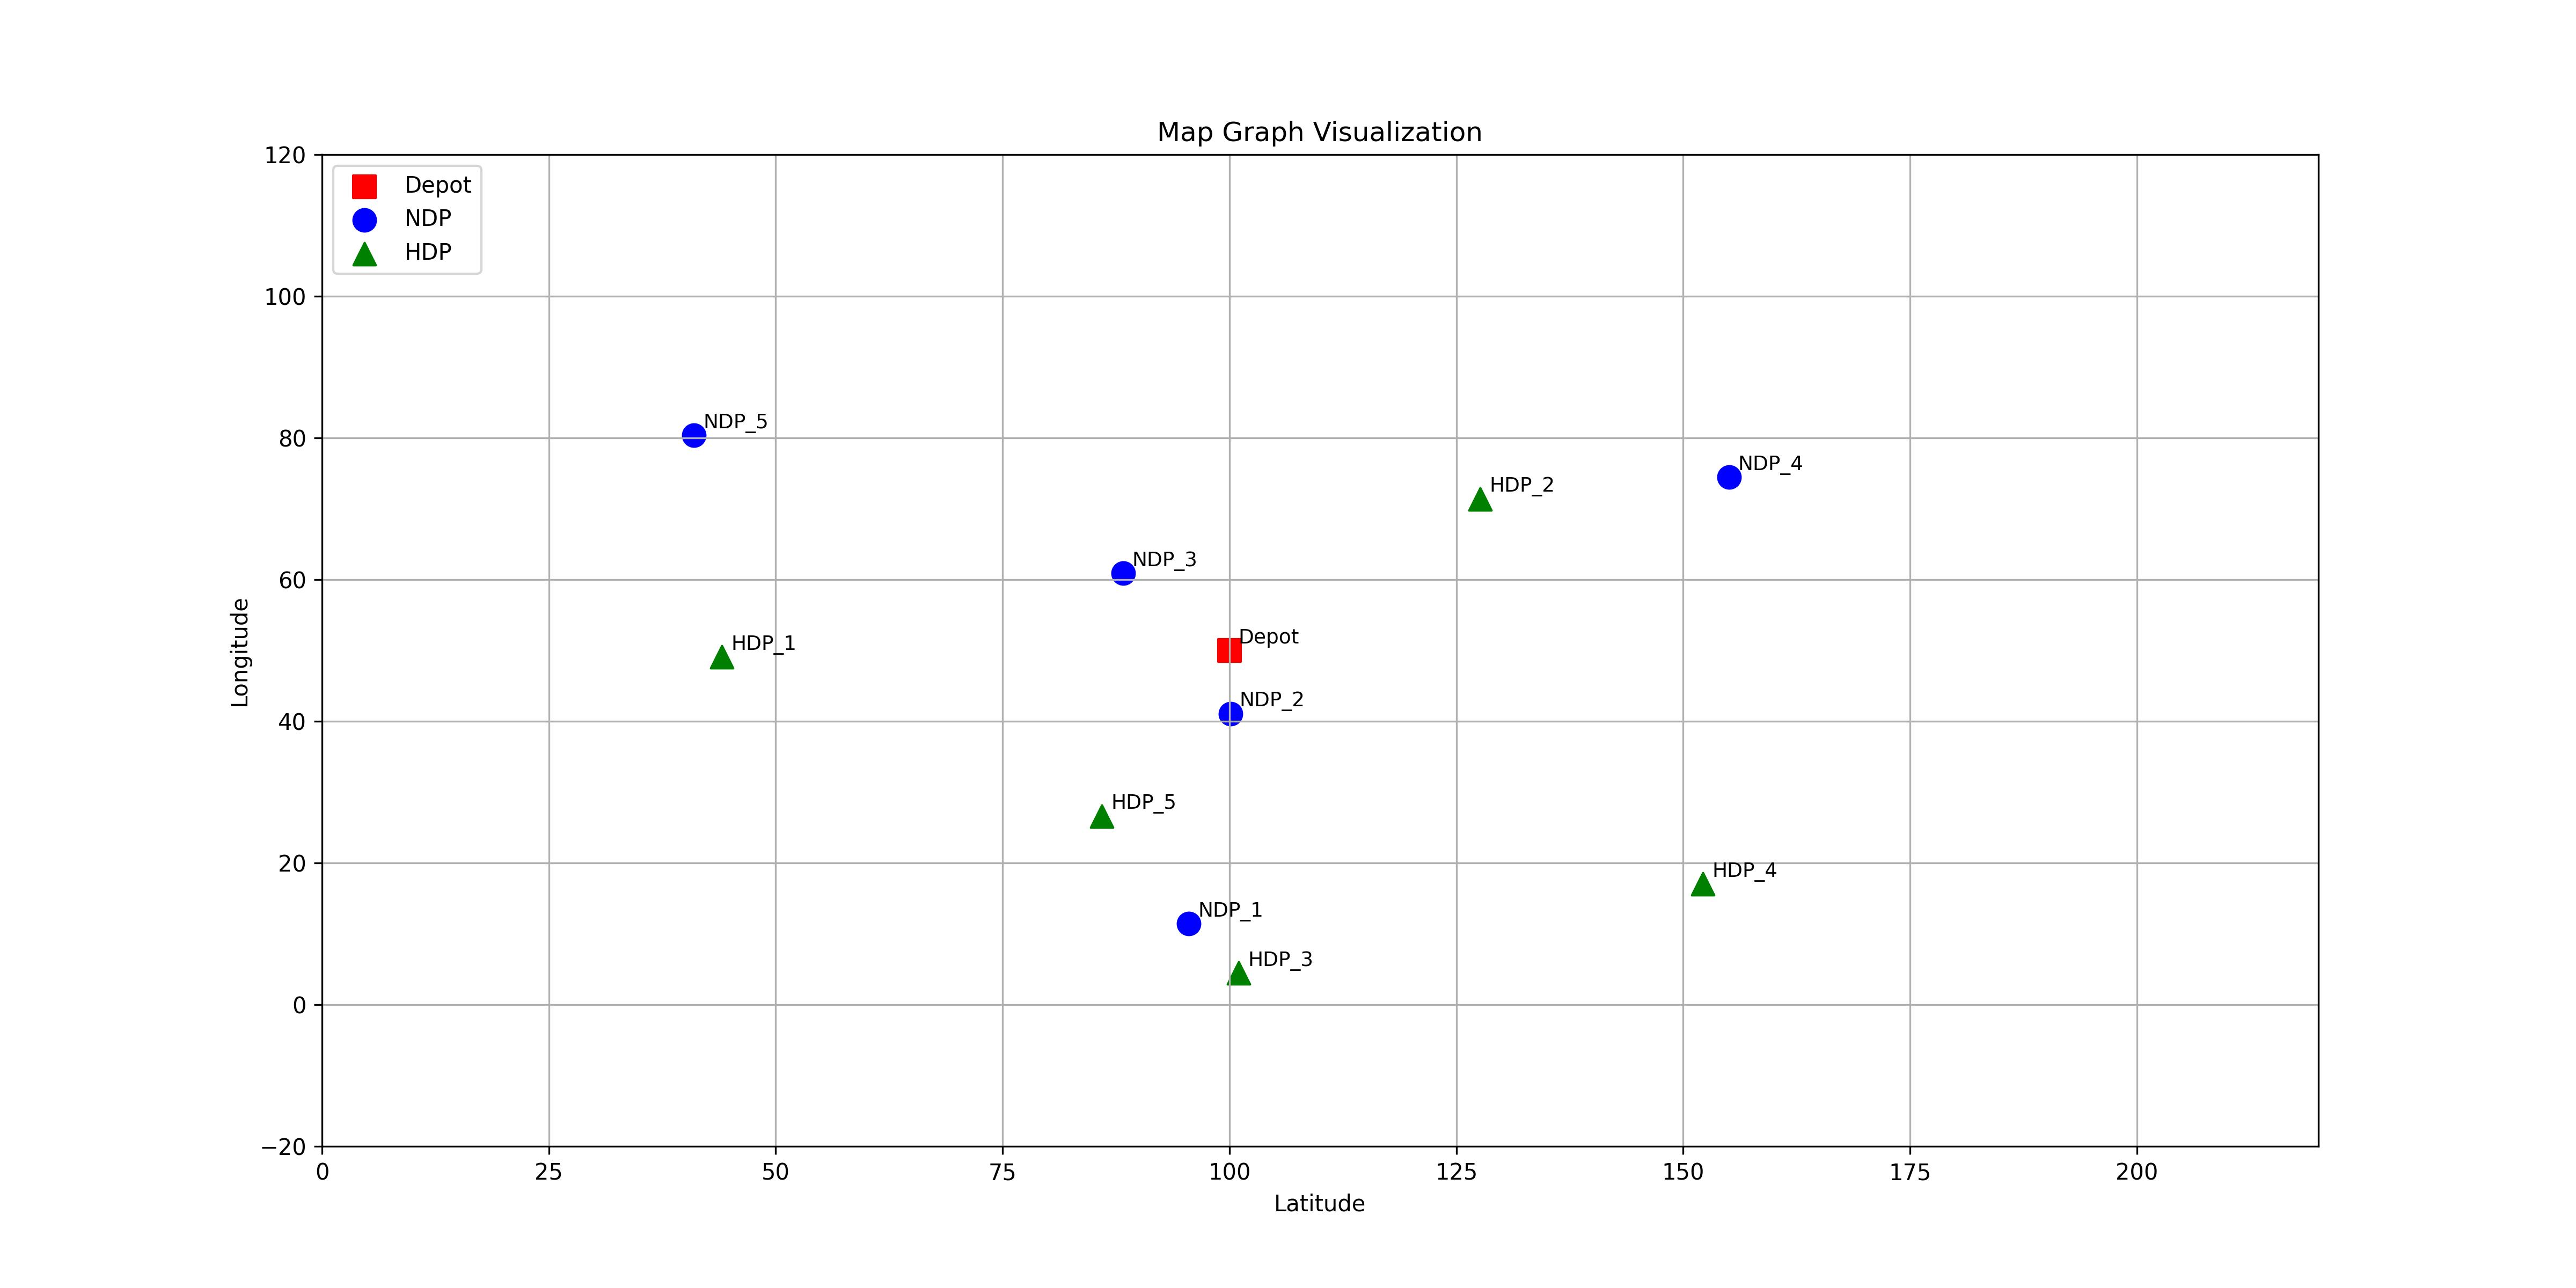 Map Graph Visualization
120
100
80
60
40
20
0
−20
Longitude
Depot
NDP
HDP
NDP_5
NDP_4
HDP_2
NDP_3
HDP_1
Depot
NDP_2
HDP_5
HDP_4
NDP_1
HDP_3
0 25 50 75 100 125 150 175 200
Latitude